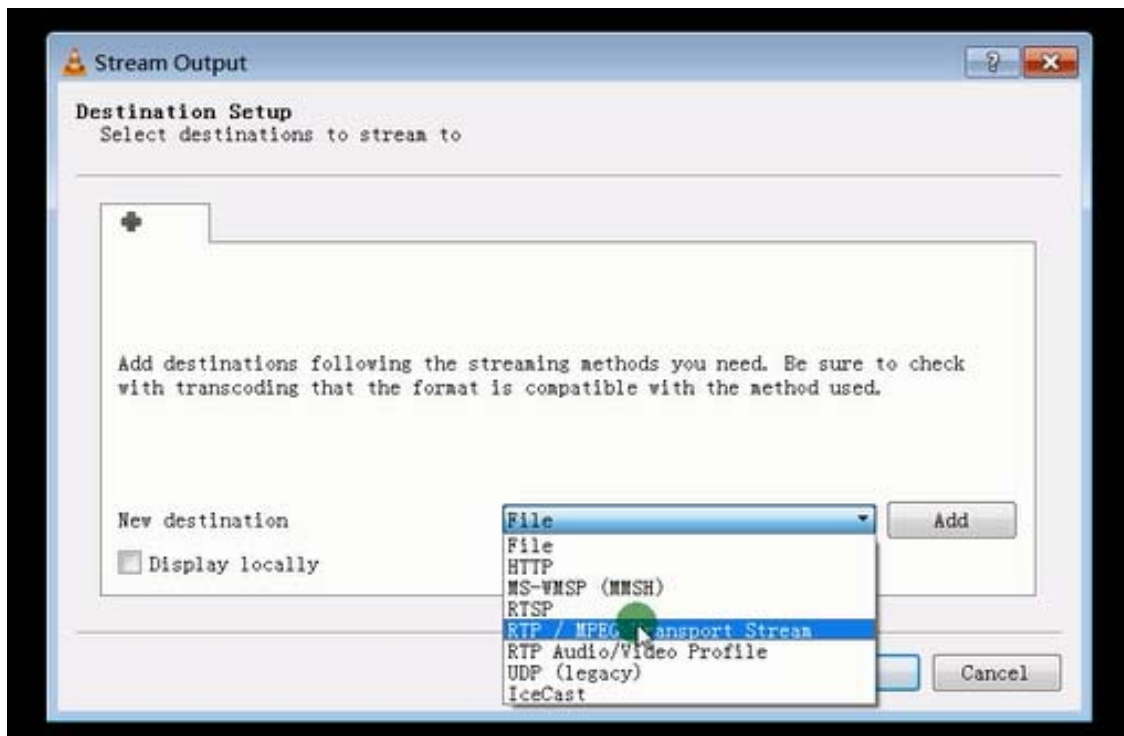 Stream Output
Destination Setup
Select destinations to stream to
Add destinations following the streaming methods you need. Be sure to check
with transcoding that the format is compatible with the method used.
New destination
File
Add
Display locally
File
HTTP
MS-WMSP (MMSH)
RTSP
RTP / MPEG Transport Stream
RTP Audio/Video Profile
UDP (legacy)
IceCast
Cancel